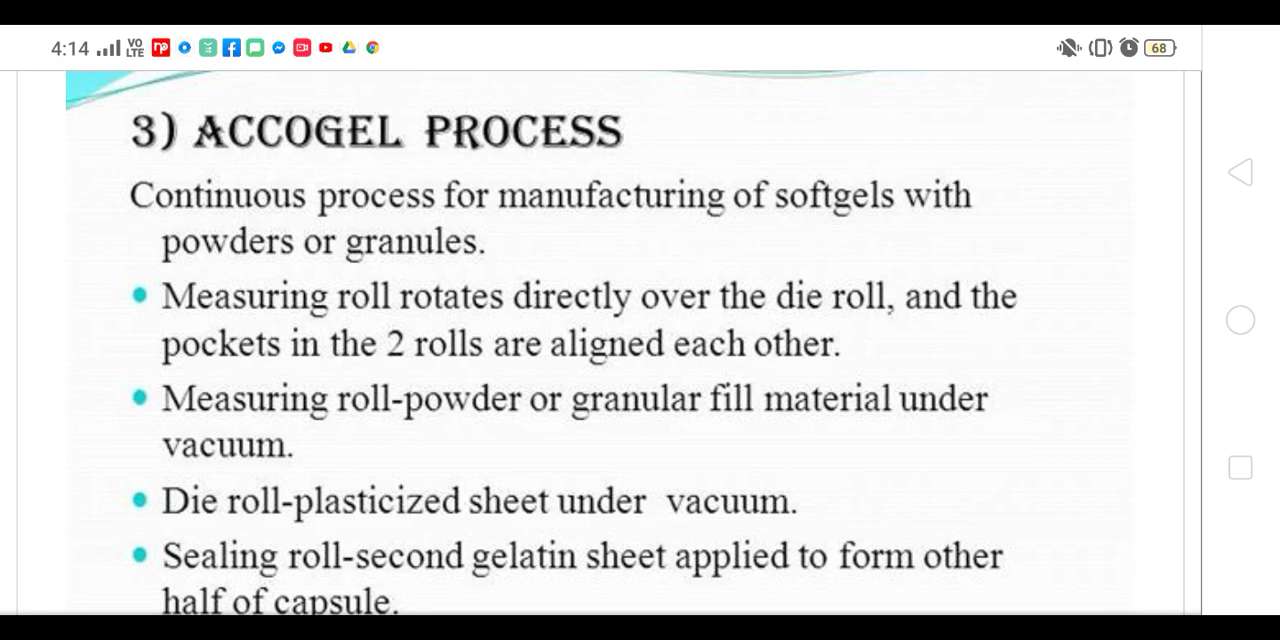 4:14 VO LTE 68
3) ACCOGEL PROCESS
Continuous process for manufacturing of softgels with
powders or granules.
• Measuring roll rotates directly over the die roll, and the
pockets in the 2 rolls are aligned each other.
• Measuring roll-powder or granular fill material under
vacuum.
• Die roll-plasticized sheet under vacuum.
• Sealing roll-second gelatin sheet applied to form other
half of capsule.